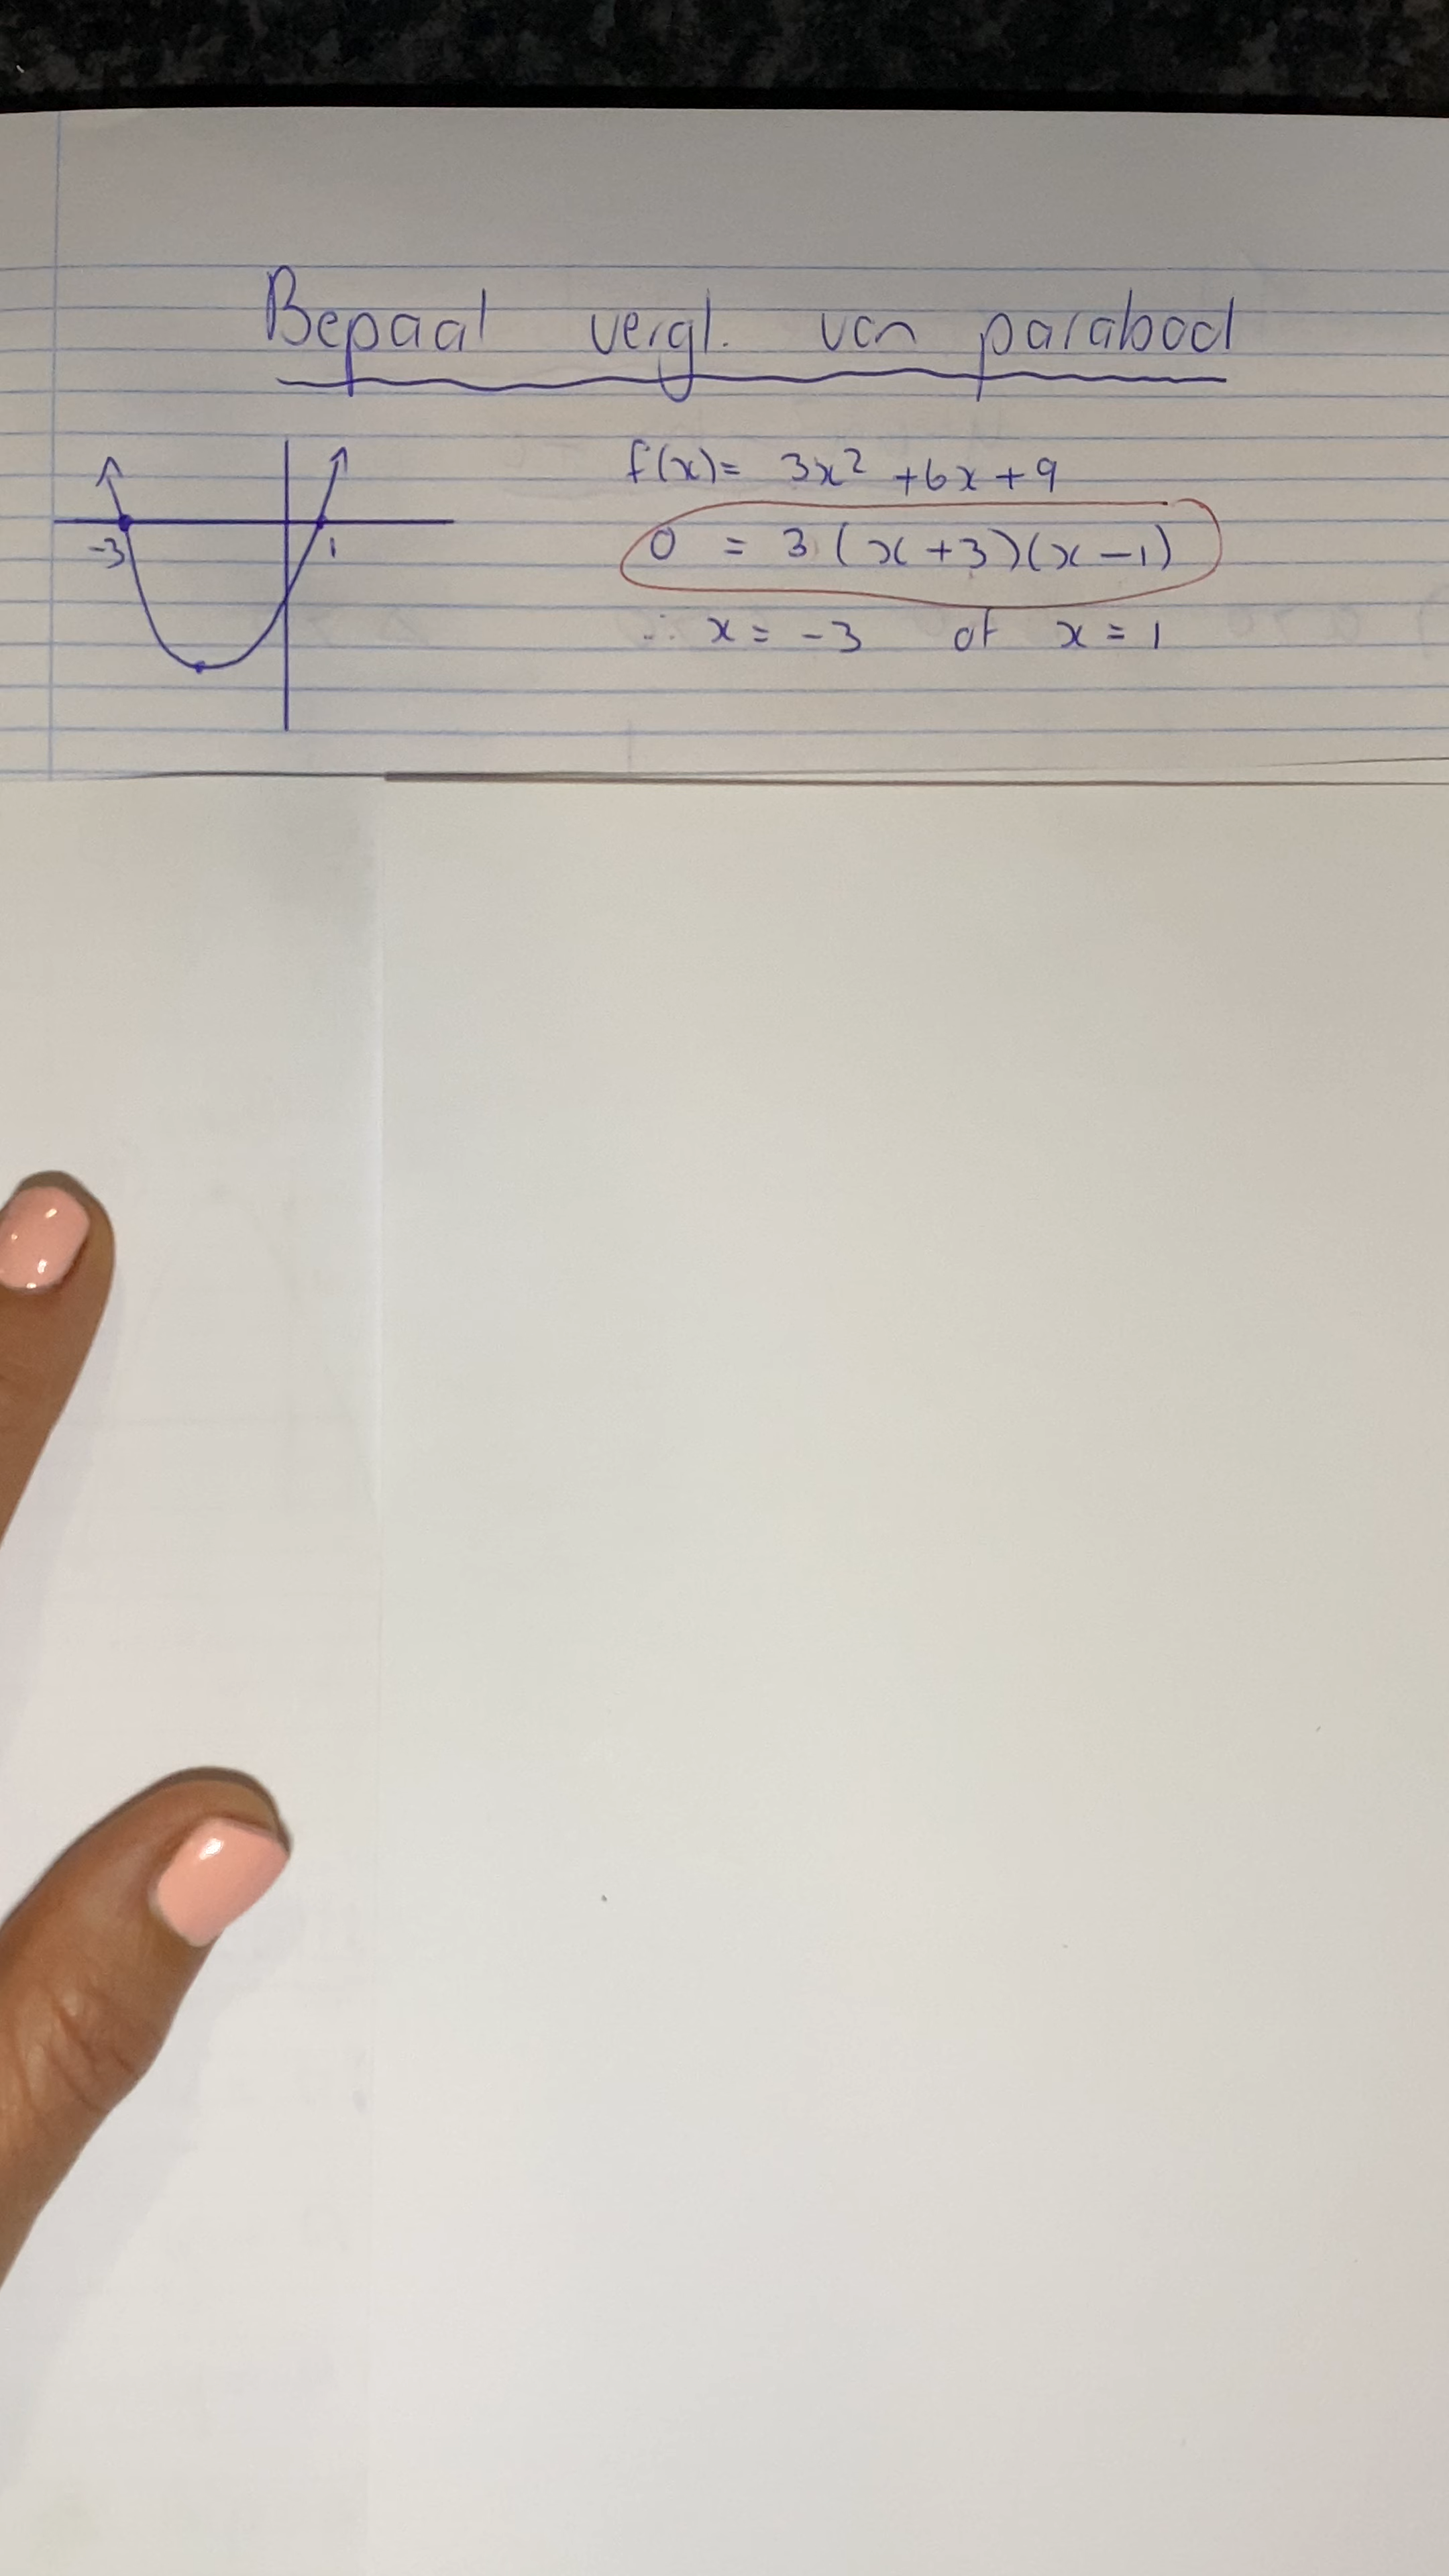 Bepaal vergl. van parabool
f(x) = 3x² + 6x + 9
0 = 3 (x + 3)(x - 1)
∴ x = -3 of x = 1
-3 1